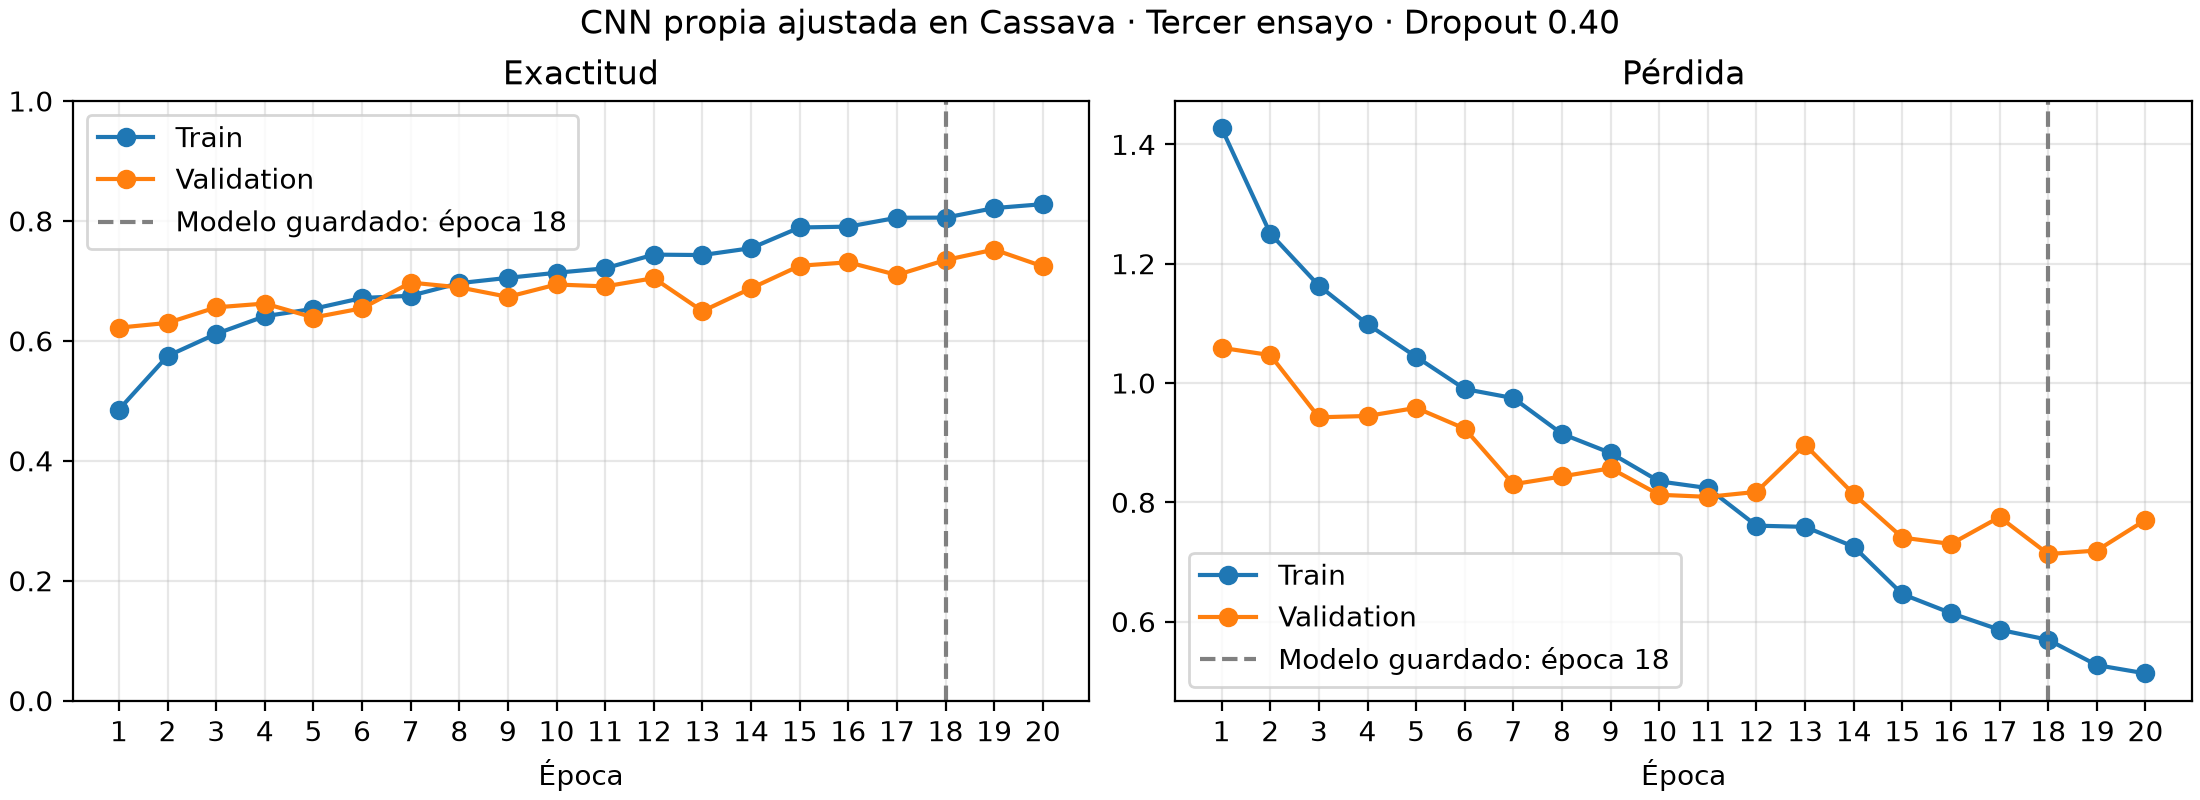 CNN propia ajustada en Cassava · Tercer ensayo · Dropout 0.40
Exactitud
1.0
0.8
0.6
0.4
0.2
0.0
Train
Validation
Modelo guardado: época 18
1 2 3 4 5 6 7 8 9 10 11 12 13 14 15 16 17 18 19 20
Época
Pérdida
1.4
1.2
1.0
0.8
0.6
Train
Validation
Modelo guardado: época 18
1 2 3 4 5 6 7 8 9 10 11 12 13 14 15 16 17 18 19 20
Época